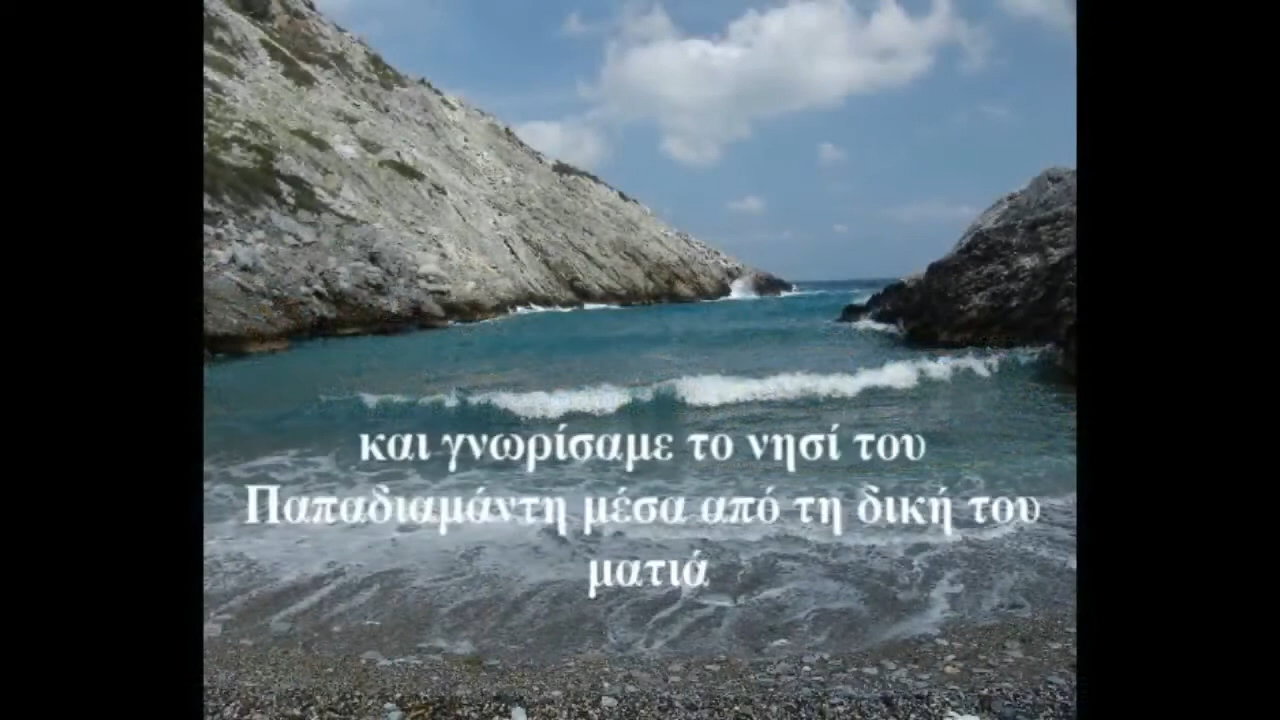 και γνωρίσαμε το νησί του
Παπαδιαμάντη μέσα από τη δική του
ματιά